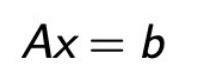 Ax = b